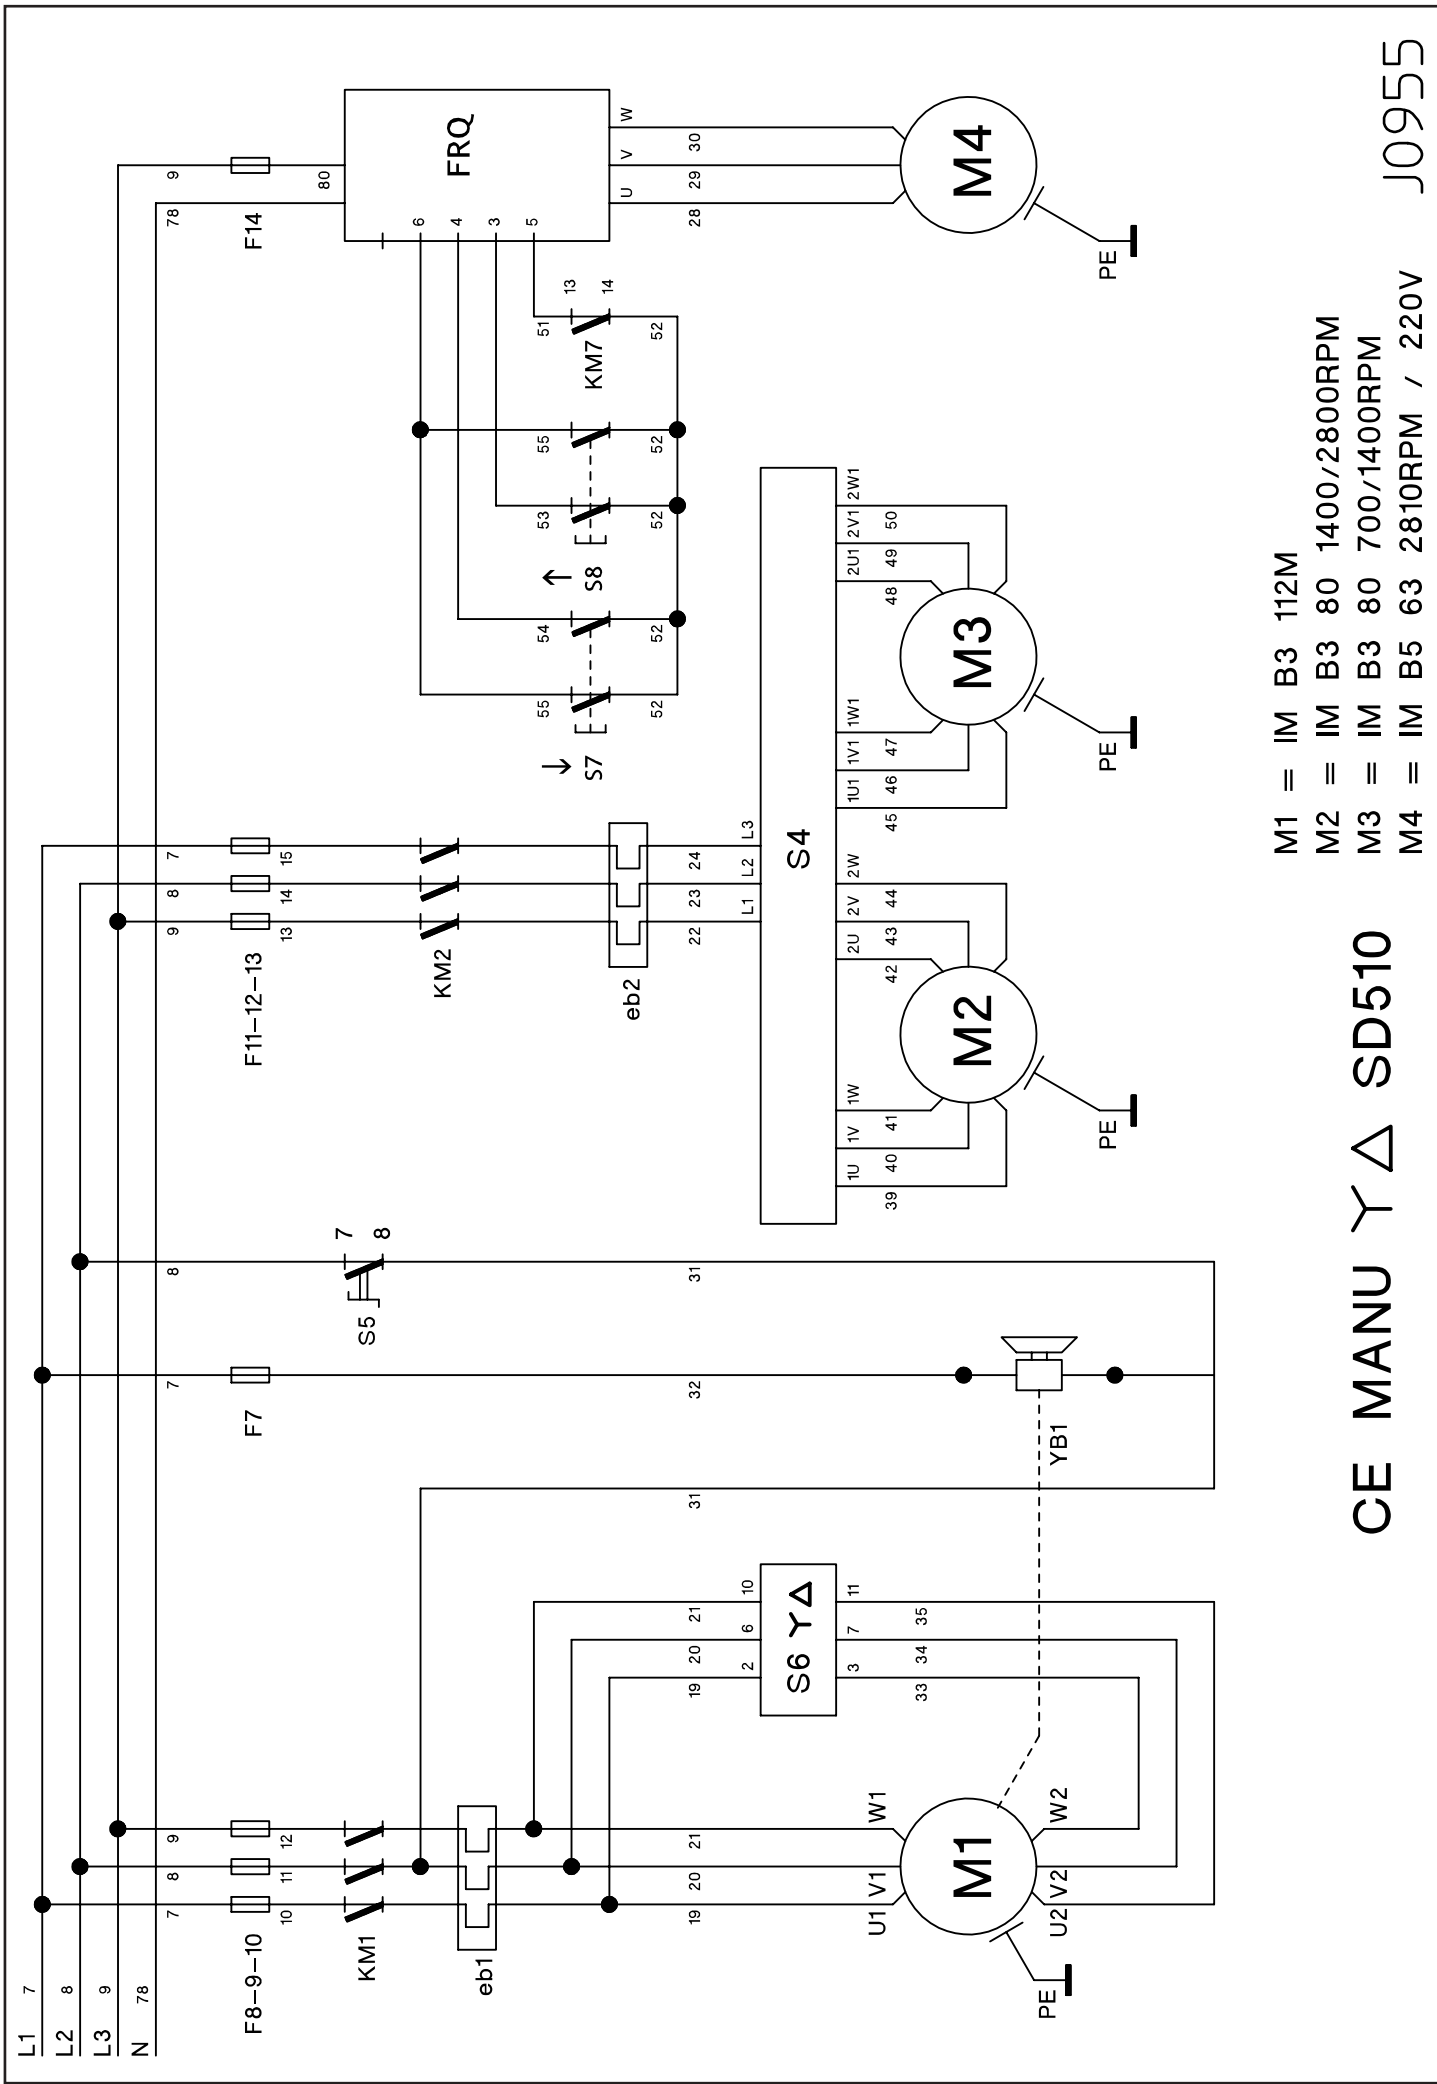 L1 7
L2 8
L3 9
N 78
7 8 9
F8-9-10
10 11 12
KM1
eb1
19 20 21
U1 V1 W1
M1
U2 V2 W2
PE
31
19 20 21
2 6 10
S6
3 7 11
33 34 35
7
F7
32
YB1
8
S5
7
8
31
9 8 7
F11-12-13
13 14 15
KM2
eb2
22 23 24
L1 L2 L3
S4
1U 1V 1W 2U 2V 2W
39 40 41 42 43 44
M2
PE
1U1 1V1 1W1 2U1 2V1 2W1
45 46 47 48 49 50
M3
PE
78 9
F14
80
FRQ
6
4
3
5
55 54 53 55 51
S7 S8 KM7
13
14
52 52 52 52 52
U V W
28 29 30
M4
PE
M1 = IM B3 112M
M2 = IM B3 80 1400/2800RPM
M3 = IM B3 80 700/1400RPM
M4 = IM B5 63 2810RPM / 220V
CE MANU Y △ SD510
J0955